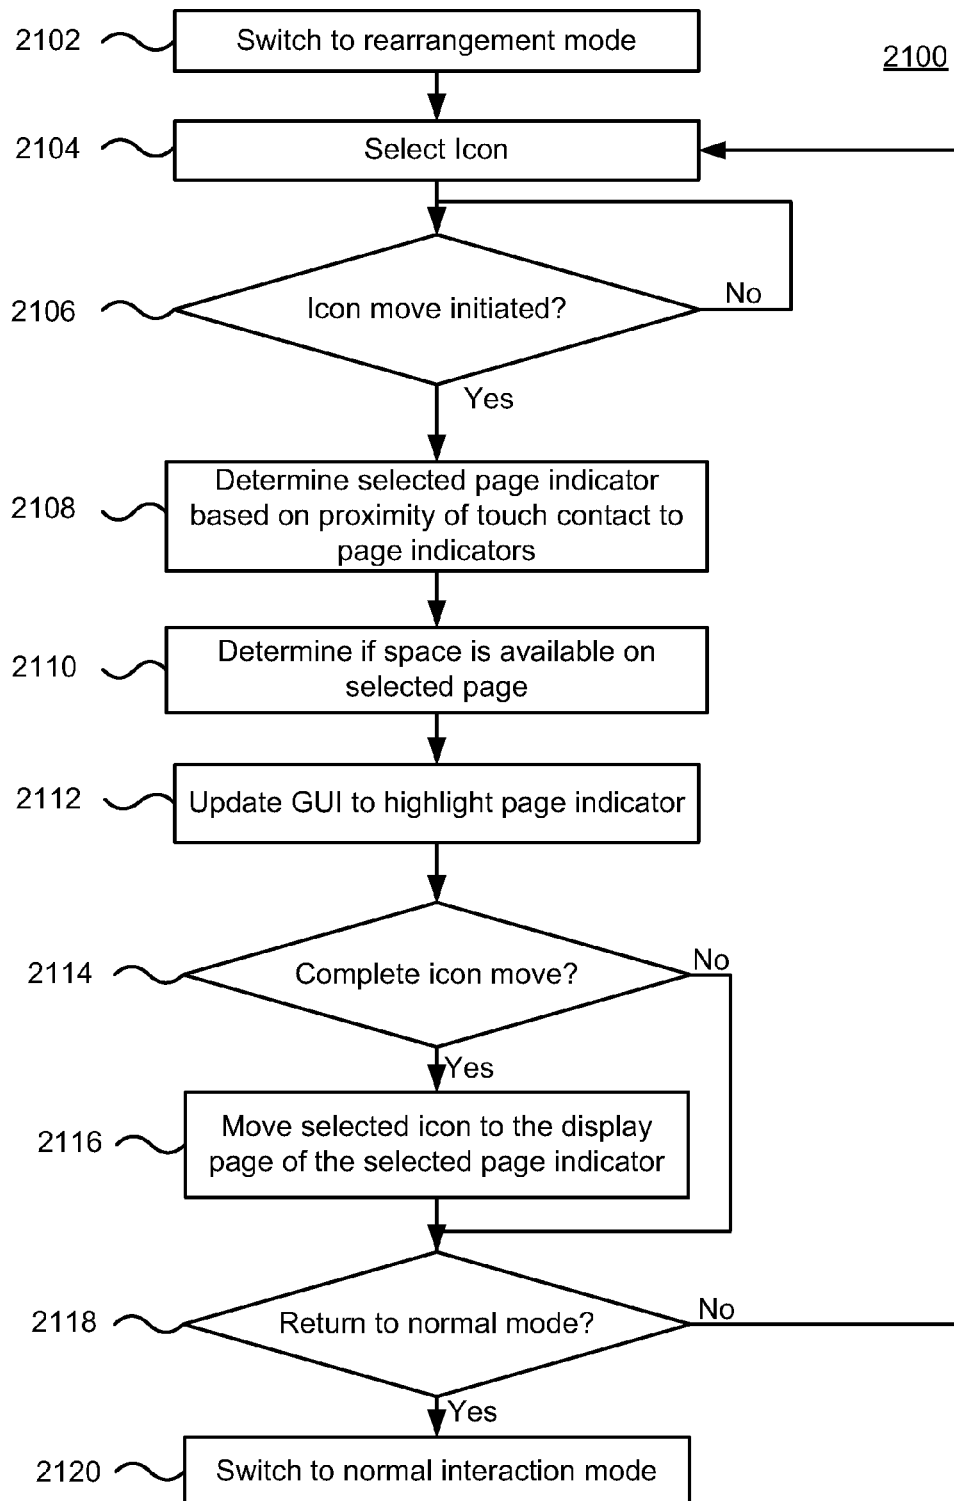 2102
Switch to rearrangement mode
2100
2104
Select Icon
2106
Icon move initiated?
No
Yes
2108
Determine selected page indicator
based on proximity of touch contact to
page indicators
2110
Determine if space is available on
selected page
2112
Update GUI to highlight page indicator
2114
Complete icon move?
No
Yes
2116
Move selected icon to the display
page of the selected page indicator
2118
Return to normal mode?
No
Yes
2120
Switch to normal interaction mode